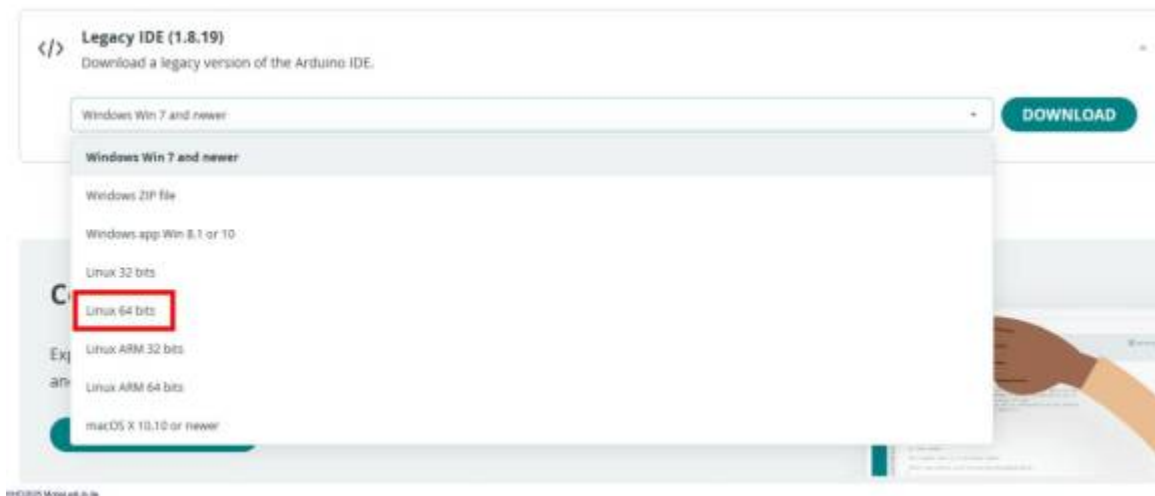 </> Legacy IDE (1.8.19)
Download a legacy version of the Arduino IDE.
Windows Win 7 and newer
DOWNLOAD
Windows Win 7 and newer
Windows ZIP file
Windows app Win 8.1 or 10
Linux 32 bits
Linux 64 bits
Linux ARM 32 bits
Linux ARM 64 bits
macOS X 10.10 or newer